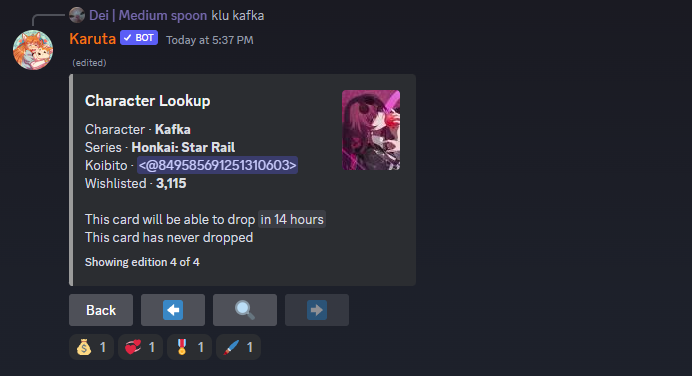 Dei | Medium spoon klu kafka
Karuta ✓ BOT Today at 5:37 PM
(edited)
Character Lookup
Character · Kafka
Series · Honkai: Star Rail
Koibito · <@849585691251310603>
Wishlisted · 3,115
This card will be able to drop in 14 hours
This card has never dropped
Showing edition 4 of 4
Back
1 1 1 1